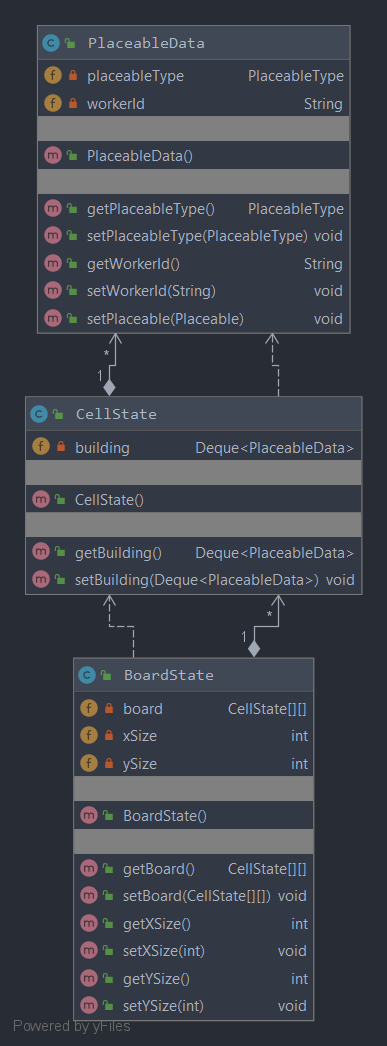 PlaceableData
placeableType PlaceableType
workerId String
PlaceableData()
getPlaceableType() PlaceableType
setPlaceableType(PlaceableType) void
getWorkerId() String
setWorkerId(String) void
setPlaceable(Placeable) void
*
1
CellState
building Deque<PlaceableData>
CellState()
getBuilding() Deque<PlaceableData>
setBuilding(Deque<PlaceableData>) void
*
1
BoardState
board CellState[][]
xSize int
ySize int
BoardState()
getBoard() CellState[][]
setBoard(CellState[][]) void
getXSize() int
setXSize(int) void
getYSize() int
setYSize(int) void
Powered by yFiles